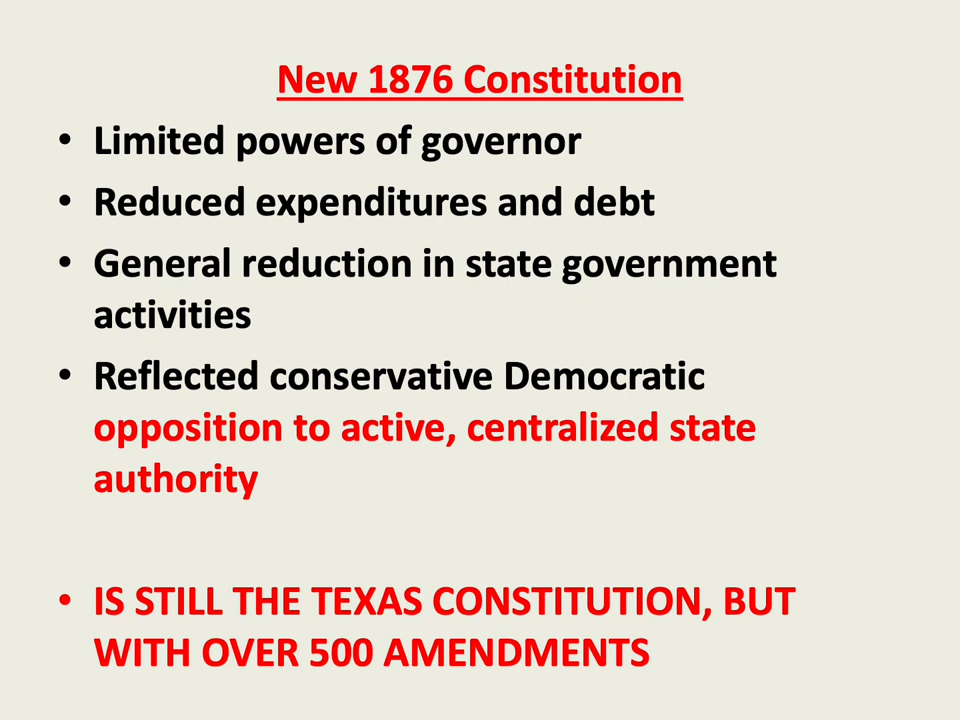 New 1876 Constitution
• Limited powers of governor
• Reduced expenditures and debt
• General reduction in state government
activities
• Reflected conservative Democratic
opposition to active, centralized state
authority
• IS STILL THE TEXAS CONSTITUTION, BUT
WITH OVER 500 AMENDMENTS